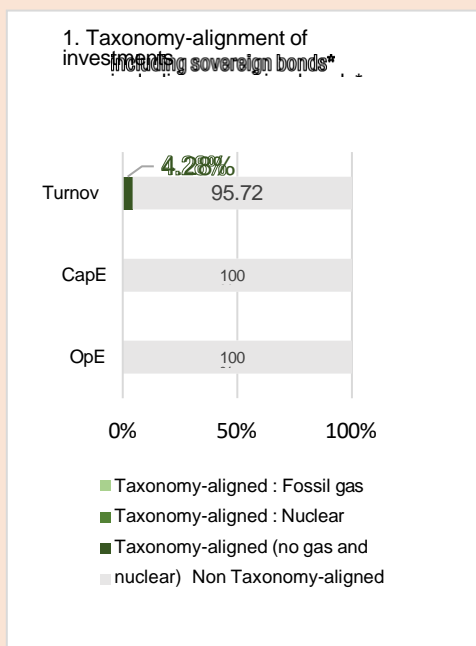 1. Taxonomy-alignment of
investments
including sovereign bonds*
4.28%
Turnov
95.72
CapE
100
OpE
100
0% 50% 100%
Taxonomy-aligned : Fossil gas
Taxonomy-aligned : Nuclear
Taxonomy-aligned (no gas and
nuclear) Non Taxonomy-aligned